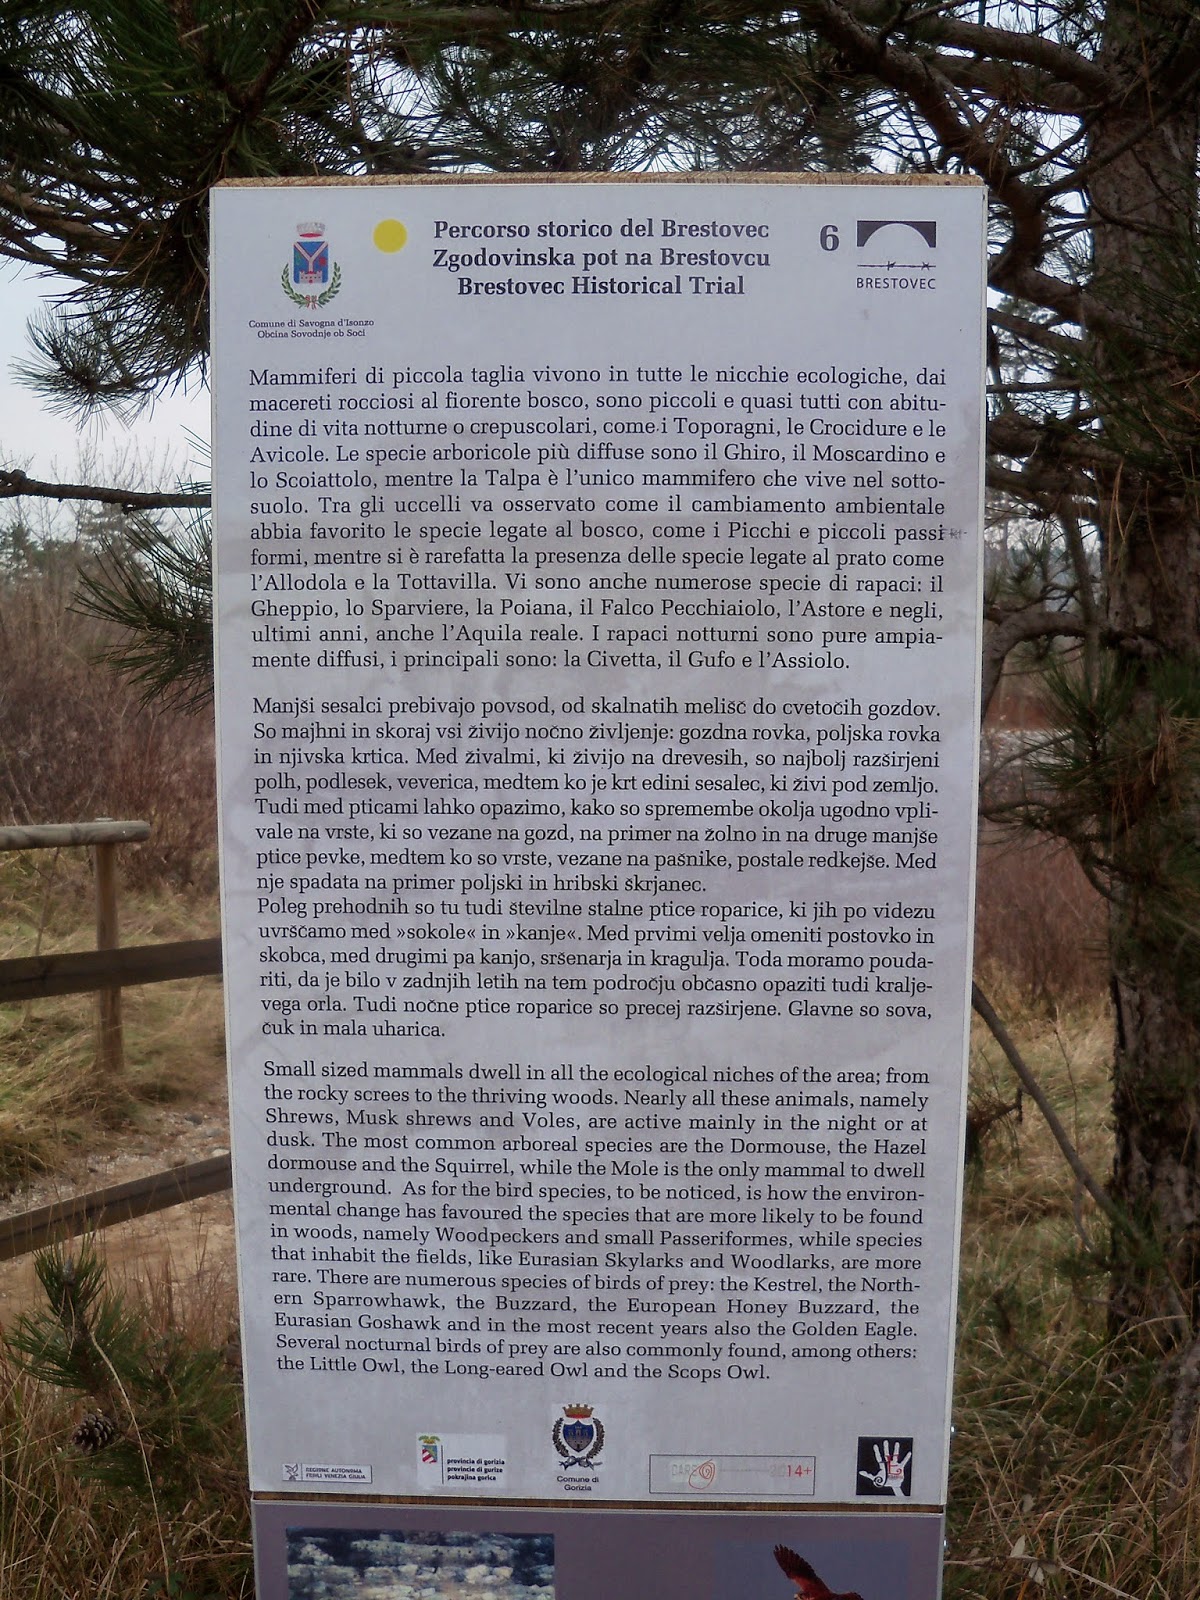 Percorso storico del Brestovec
Zgodovinska pot na Brestovcu
Brestovec Historical Trial
6
BRESTOVEC
Comune di Savogna d'Isonzo
Občina Sovodnje ob Soči
Mammiferi di piccola taglia vivono in tutte le nicchie ecologiche, dai
macereti rocciosi al fiorente bosco, sono piccoli e quasi tutti con abitu-
dine di vita notturne o crepuscolari, come i Toporagni, le Crocidure e le
Avicole. Le specie arboricole più diffuse sono il Ghiro, il Moscardino e
lo Scoiattolo, mentre la Talpa è l'unico mammifero che vive nel sotto-
suolo. Tra gli uccelli va osservato come il cambiamento ambientale
abbia favorito le specie legate al bosco, come i Picchi e piccoli passi
formi, mentre si è rarefatta la presenza delle specie legate al prato come
l'Allodola e la Tottavilla. Vi sono anche numerose specie di rapaci: il
Gheppio, lo Sparviere, la Poiana, il Falco Pecchiaiolo, l'Astore e negli,
ultimi anni, anche l'Aquila reale. I rapaci notturni sono pure ampia-
mente diffusi, i principali sono: la Civetta, il Gufo e l'Assiolo.
Manjši sesalci prebivajo povsod, od skalnatih melišč do cvetočih gozdov.
So majhni in skoraj vsi živijo nočno življenje: gozdna rovka, poljska rovka
in njivska krtica. Med živalmi, ki živijo na drevesih, so najbolj razširjeni
polh, podlesek, veverica, medtem ko je krt edini sesalec, ki živi pod zemljo.
Tudi med pticami lahko opazimo, kako so spremembe okolja ugodno vpli-
vale na vrste, ki so vezane na gozd, na primer na žolno in na druge manjše
ptice pevke, medtem ko so vrste, vezane na pašnike, postale redkejše. Med
nje spadata na primer poljski in hribski škrjanec.
Poleg prehodnih so tu tudi številne stalne ptice roparice, ki jih po videzu
uvrščamo med »sokole« in »kanje«. Med prvimi velja omeniti postovko in
skobca, med drugimi pa kanjo, sršenarja in kragulja. Toda moramo pouda-
riti, da je bilo v zadnjih letih na tem področju občasno opaziti tudi kralje-
vega orla. Tudi nočne ptice roparice so precej razširjene. Glavne so sova,
čuk in mala uharica.
Small sized mammals dwell in all the ecological niches of the area; from
the rocky screes to the thriving woods. Nearly all these animals, namely
Shrews, Musk shrews and Voles, are active mainly in the night or at
dusk. The most common arboreal species are the Dormouse, the Hazel
dormouse and the Squirrel, while the Mole is the only mammal to dwell
underground. As for the bird species, to be noticed, is how the environ-
mental change has favoured the species that are more likely to be found
in woods, namely Woodpeckers and small Passeriformes, while species
that inhabit the fields, like Eurasian Skylarks and Woodlarks, are more
rare. There are numerous species of birds of prey: the Kestrel, the North-
ern Sparrowhawk, the Buzzard, the European Honey Buzzard, the
Eurasian Goshawk and in the most recent years also the Golden Eagle.
Several nocturnal birds of prey are also commonly found, among others:
the Little Owl, the Long-eared Owl and the Scops Owl.
REGIONE AUTONOMA
FRIULI VENEZIA GIULIA
provincia di gorizia
provincie di gurize
pokrajina gorica
Comune di
Gorizia
14+